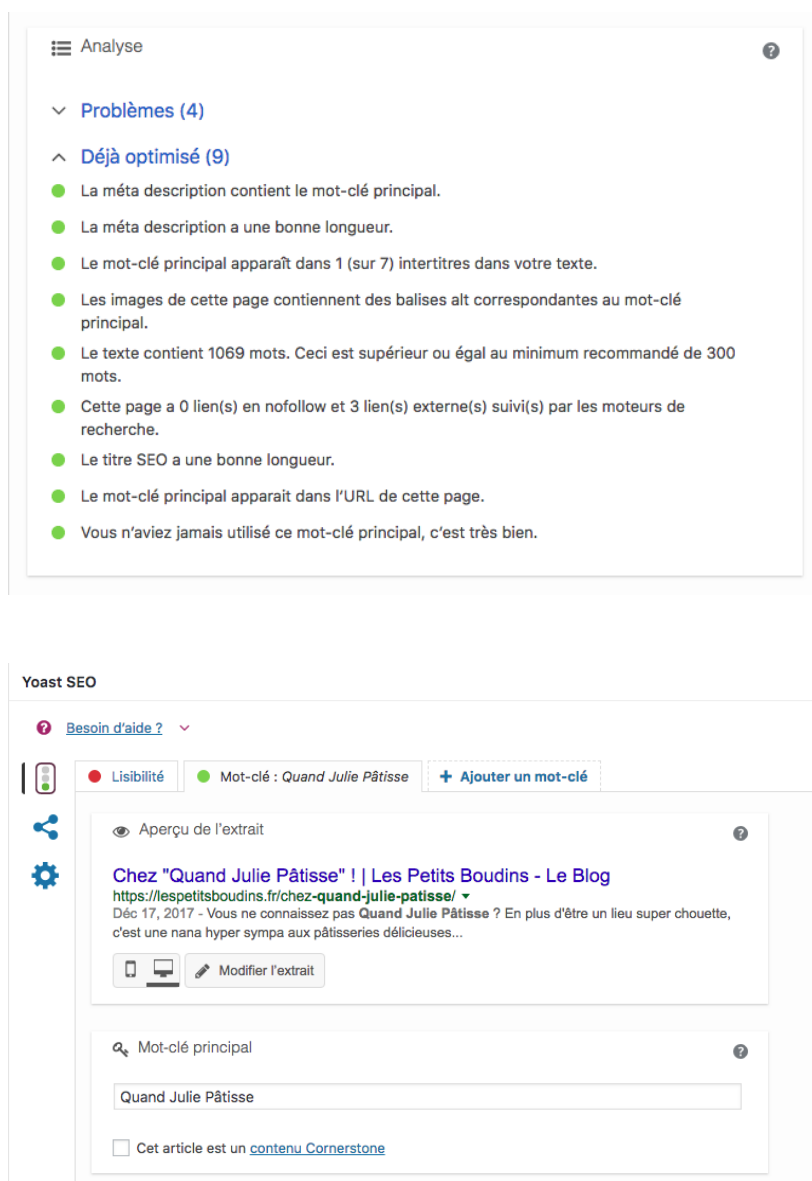 Analyse
Problèmes (4)
Déjà optimisé (9)
La méta description contient le mot-clé principal.
La méta description a une bonne longueur.
Le mot-clé principal apparaît dans 1 (sur 7) intertitres dans votre texte.
Les images de cette page contiennent des balises alt correspondantes au mot-clé
principal.
Le texte contient 1069 mots. Ceci est supérieur ou égal au minimum recommandé de 300
mots.
Cette page a 0 lien(s) en nofollow et 3 lien(s) externe(s) suivi(s) par les moteurs de
recherche.
Le titre SEO a une bonne longueur.
Le mot-clé principal apparait dans l'URL de cette page.
Vous n'aviez jamais utilisé ce mot-clé principal, c'est très bien.
Yoast SEO
Besoin d'aide ?
Lisibilité
Mot-clé : Quand Julie Pâtisse
+ Ajouter un mot-clé
Aperçu de l'extrait
Chez "Quand Julie Pâtisse" ! | Les Petits Boudins - Le Blog
https://lespetitsboudins.fr/chez-quand-julie-patisse/
Déc 17, 2017 - Vous ne connaissez pas Quand Julie Pâtisse ? En plus d'être un lieu super chouette,
c'est une nana hyper sympa aux pâtisseries délicieuses...
Modifier l'extrait
Mot-clé principal
Quand Julie Pâtisse
Cet article est un contenu Cornerstone